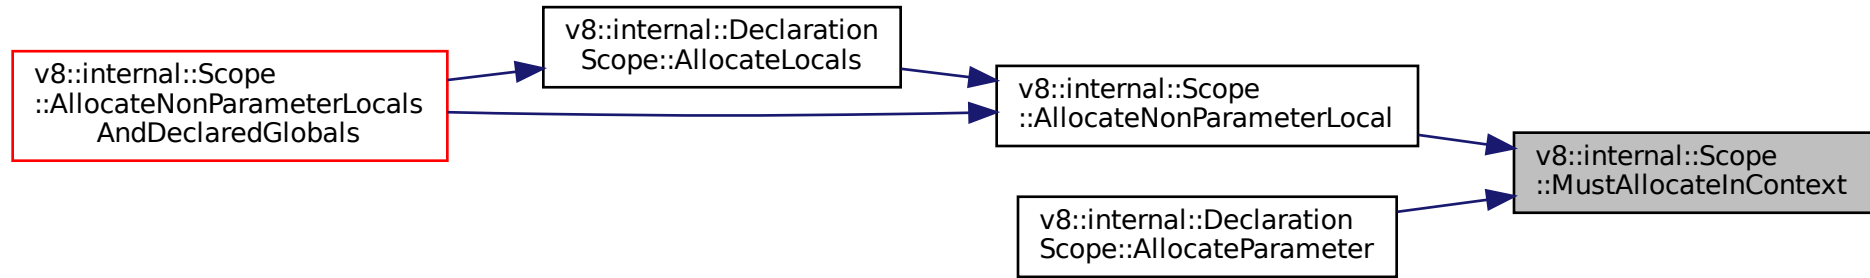 v8::internal::Scope
::AllocateNonParameterLocals
AndDeclaredGlobals
v8::internal::Declaration
Scope::AllocateLocals
v8::internal::Scope
::AllocateNonParameterLocal
v8::internal::Declaration
Scope::AllocateParameter
v8::internal::Scope
::MustAllocateInContext